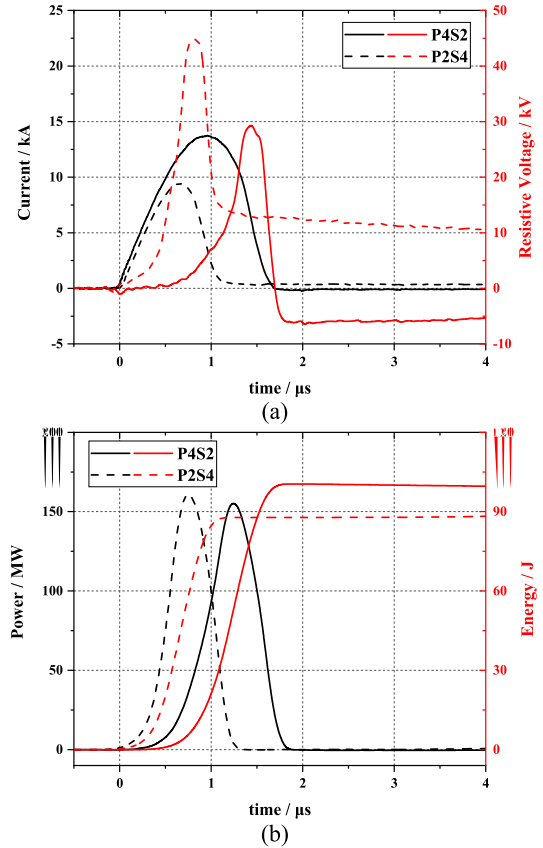 25
20
15
10
5
0
-5
Current / kA
50
40
30
20
10
0
-10
Resistive Voltage / kV
P4S2
P2S4
0 1 2 3 4
time / μs
(a)
150
100
50
0
Power / MW
90
60
30
0
Energy / J
P4S2
P2S4
0 1 2 3 4
time / μs
(b)